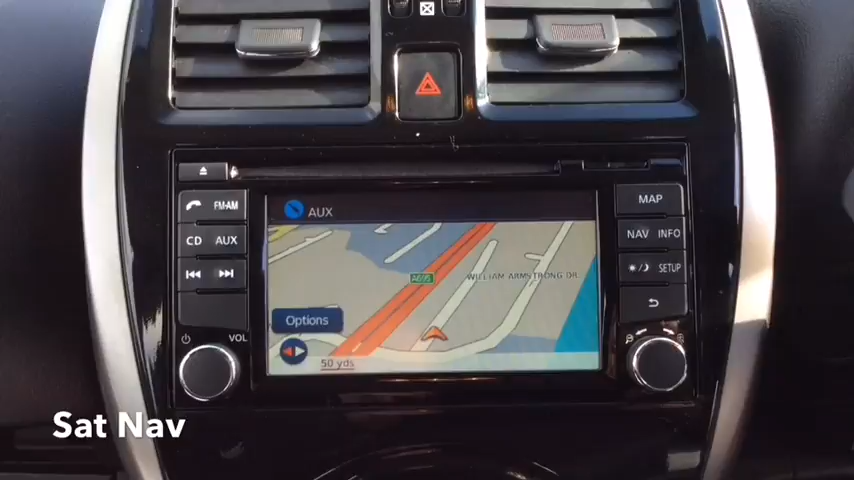 FM·AM
CD AUX
VOL
AUX
A695
WILLIAM ARMSTRONG DR.
Options
50 yds
MAP
NAV INFO
SETUP
Sat Nav